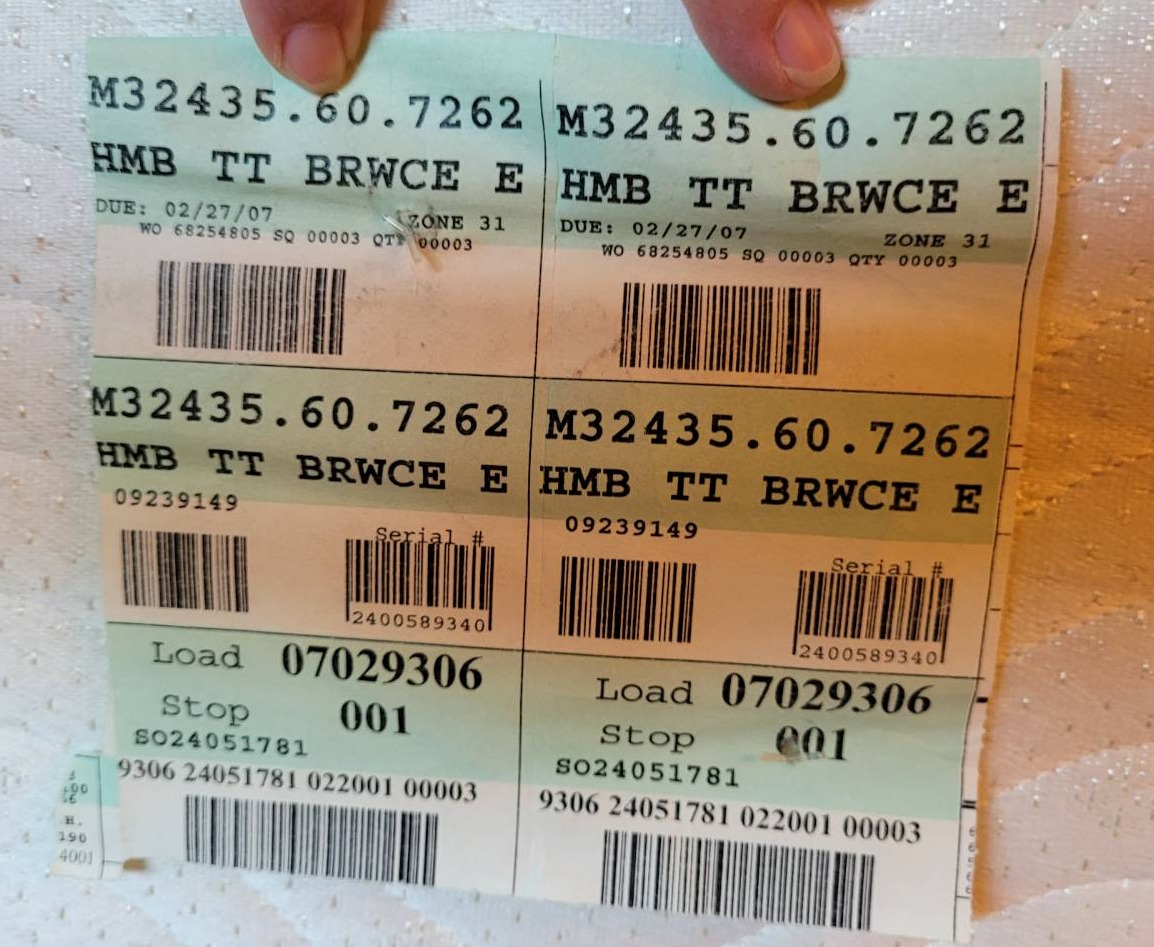 M32435.60.7262
HMB TT BRWCE E
DUE: 02/27/07 ZONE 31
WO 68254805 SQ 00003 QTY 00003
M32435.60.7262
HMB TT BRWCE E
DUE: 02/27/07 ZONE 31
WO 68254805 SQ 00003 QTY 00003
M32435.60.7262
HMB TT BRWCE E
09239149
Serial #
2400589340
M32435.60.7262
HMB TT BRWCE E
09239149
Serial #
2400589340
Load 07029306
Stop 001
SO24051781
9306 24051781 022001 00003
Load 07029306
Stop 001
SO24051781
9306 24051781 022001 00003
H.
190
4001